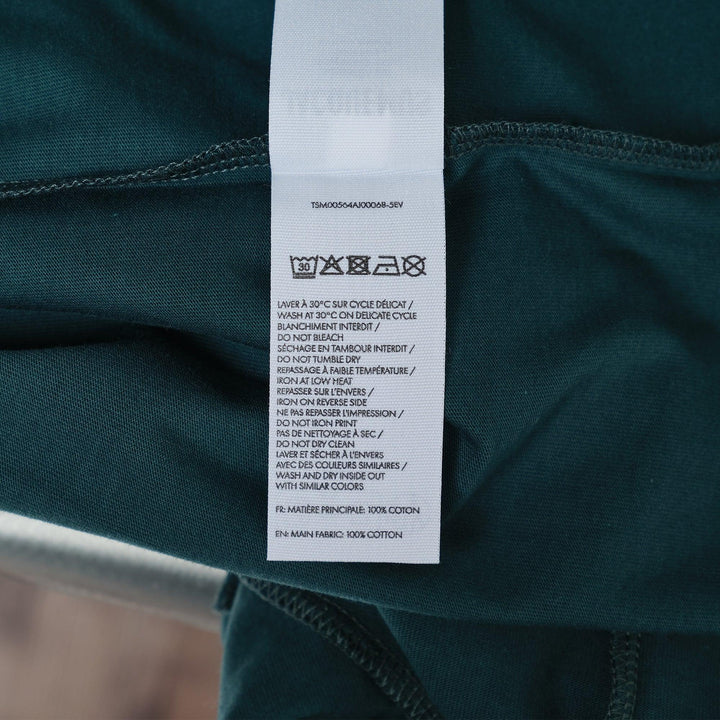 TSM00564AK00068-5EV
30
LAVER À 30°C SUR CYCLE DÉLICAT /
WASH AT 30°C ON DELICATE CYCLE
BLANCHIMENT INTERDIT /
DO NOT BLEACH
SÉCHAGE EN TAMBOUR INTERDIT /
DO NOT TUMBLE DRY
REPASSAGE À FAIBLE TEMPÉRATURE /
IRON AT LOW HEAT
REPASSER SUR L'ENVERS /
IRON ON REVERSE SIDE
NE PAS REPASSER L'IMPRESSION /
DO NOT IRON PRINT
PAS DE NETTOYAGE À SEC /
DO NOT DRY CLEAN
LAVER ET SÉCHER À L'ENVERS
AVEC DES COULEURS SIMILAIRES /
WASH AND DRY INSIDE OUT
WITH SIMILAR COLORS
FR: MATIÈRE PRINCIPALE: 100% COTON
EN: MAIN FABRIC: 100% COTTON